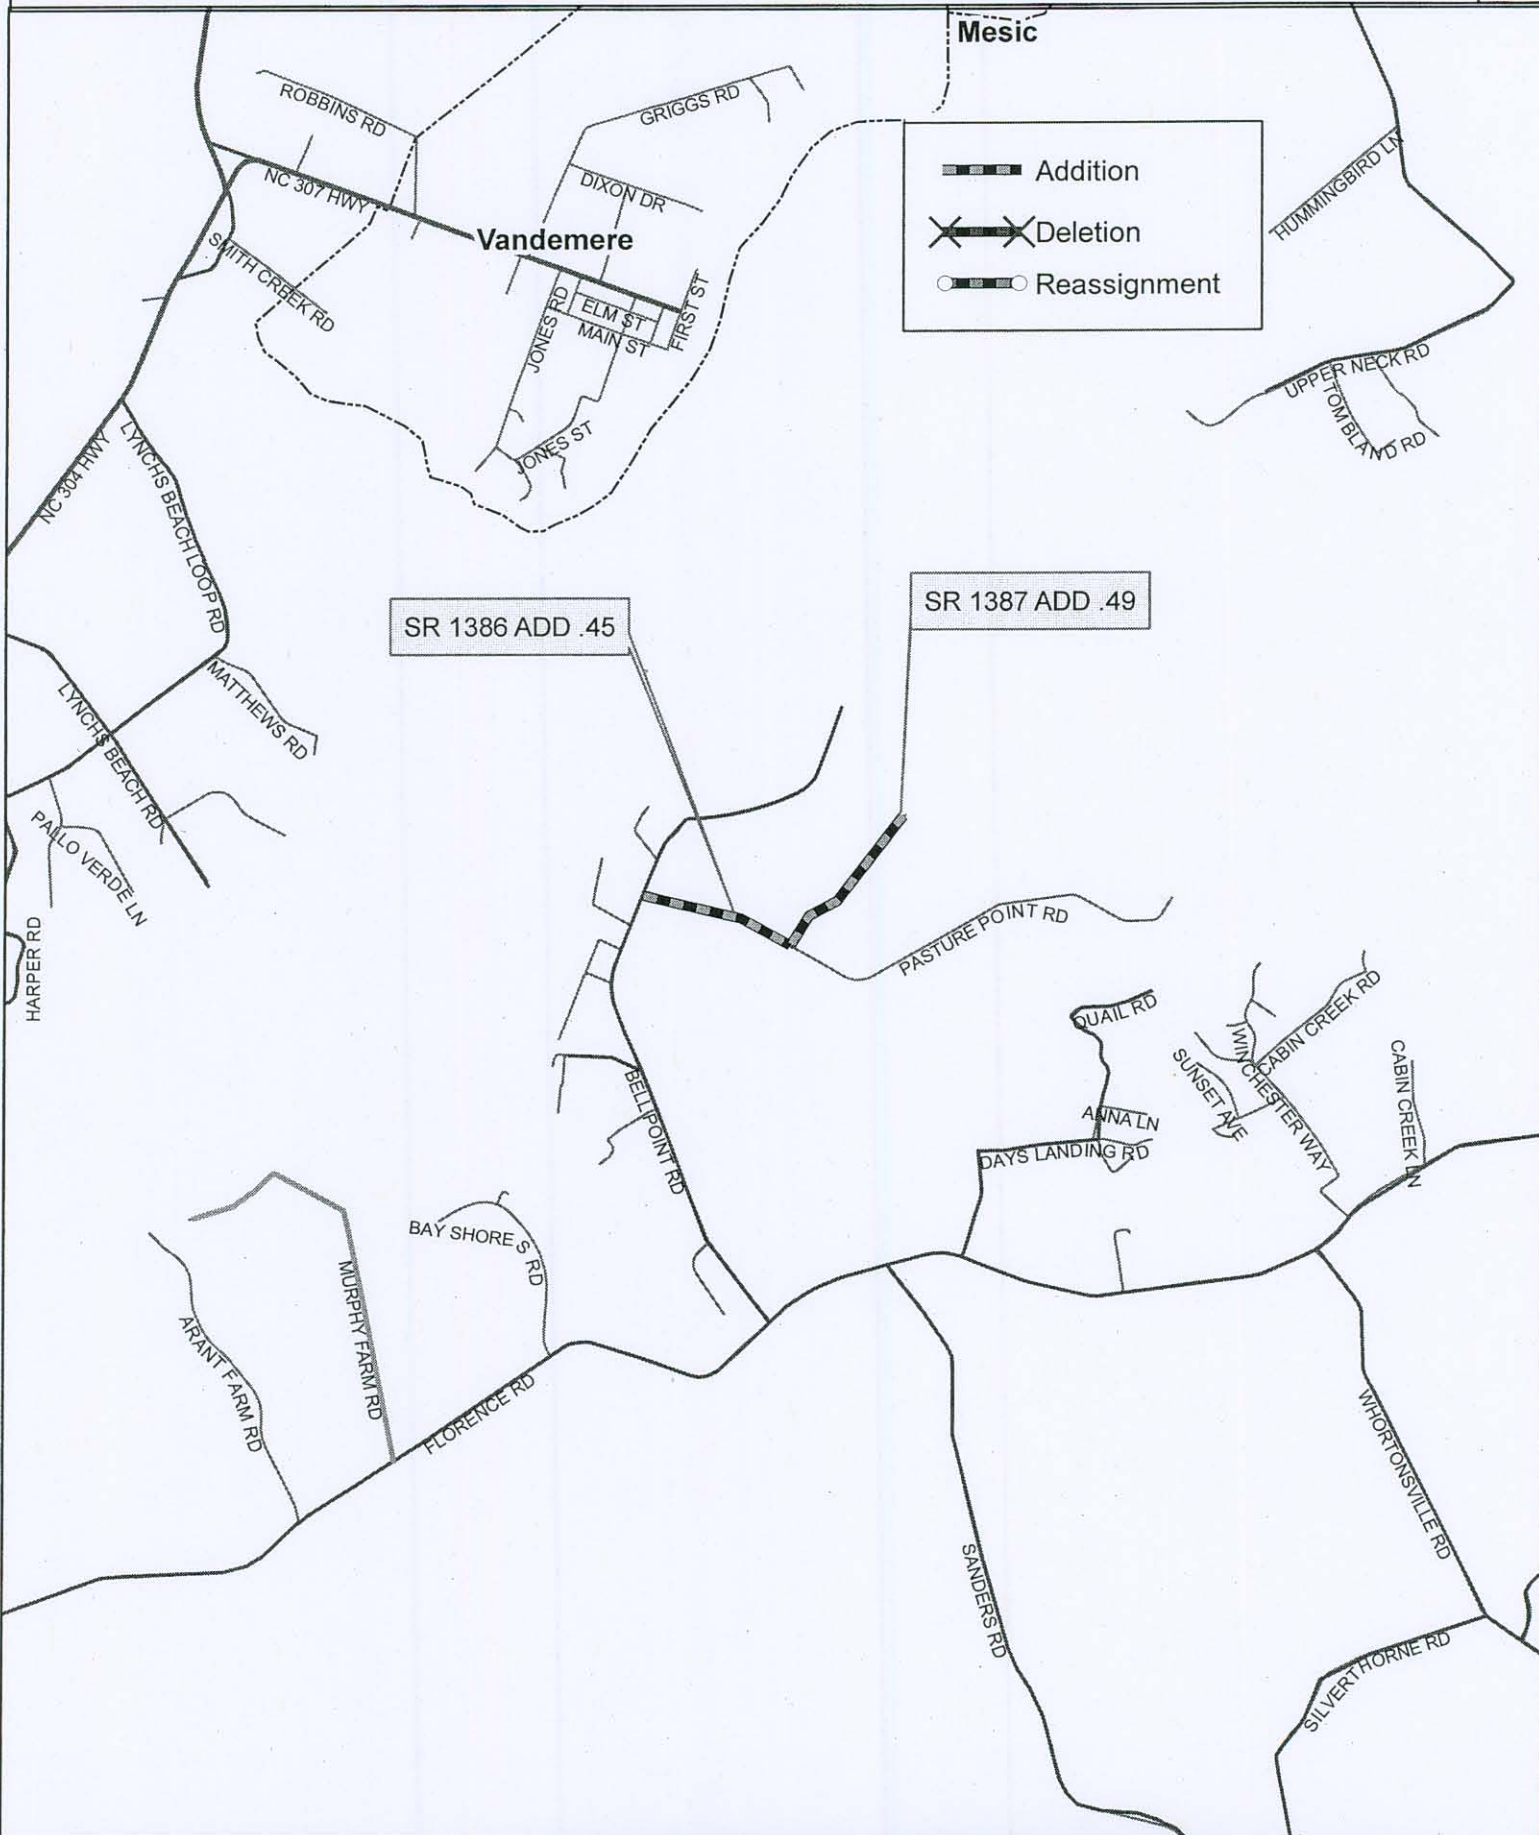 Mesic
ROBBINS RD
GRIGGS RD
NC 307 HWY
DIXON DR
Addition
HUMMINGBIRD LN
Vandemere
Deletion
SMITH CREEK RD
Reassignment
JONES RD
ELM ST
MAIN ST
FIRST ST
UPPER NECK RD
TOM BLAND RD
NC 304 HWY
LYNCHS BEACH LOOP RD
JONES ST
SR 1386 ADD .45
SR 1387 ADD .49
MATTHEWS RD
LYNCHS BEACH RD
PALLO VERDE LN
HARPER RD
PASTURE POINT RD
QUAIL RD
CABIN CREEK RD
WINCHESTER WAY
SUNSET AVE
CABIN CREEK LN
BELL POINT RD
ANNA LN
DAYS LANDING RD
BAY SHORE S RD
MURPHY FARM RD
ARANT FARM RD
FLORENCE RD
WHORTONSVILLE RD
SANDERS RD
SILVERTHORNE RD